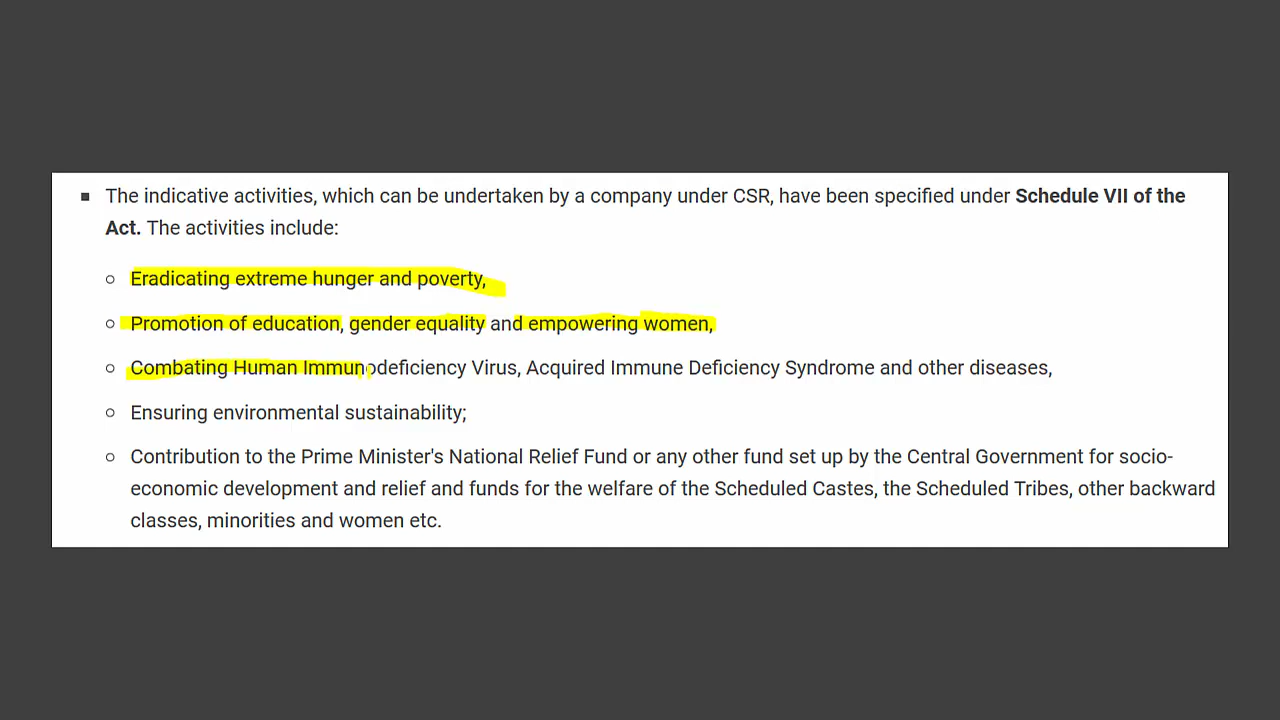 The indicative activities, which can be undertaken by a company under CSR, have been specified under Schedule VII of the
Act. The activities include:
Eradicating extreme hunger and poverty,
Promotion of education, gender equality and empowering women,
Combating Human Immunodeficiency Virus, Acquired Immune Deficiency Syndrome and other diseases,
Ensuring environmental sustainability;
Contribution to the Prime Minister's National Relief Fund or any other fund set up by the Central Government for socio-
economic development and relief and funds for the welfare of the Scheduled Castes, the Scheduled Tribes, other backward
classes, minorities and women etc.